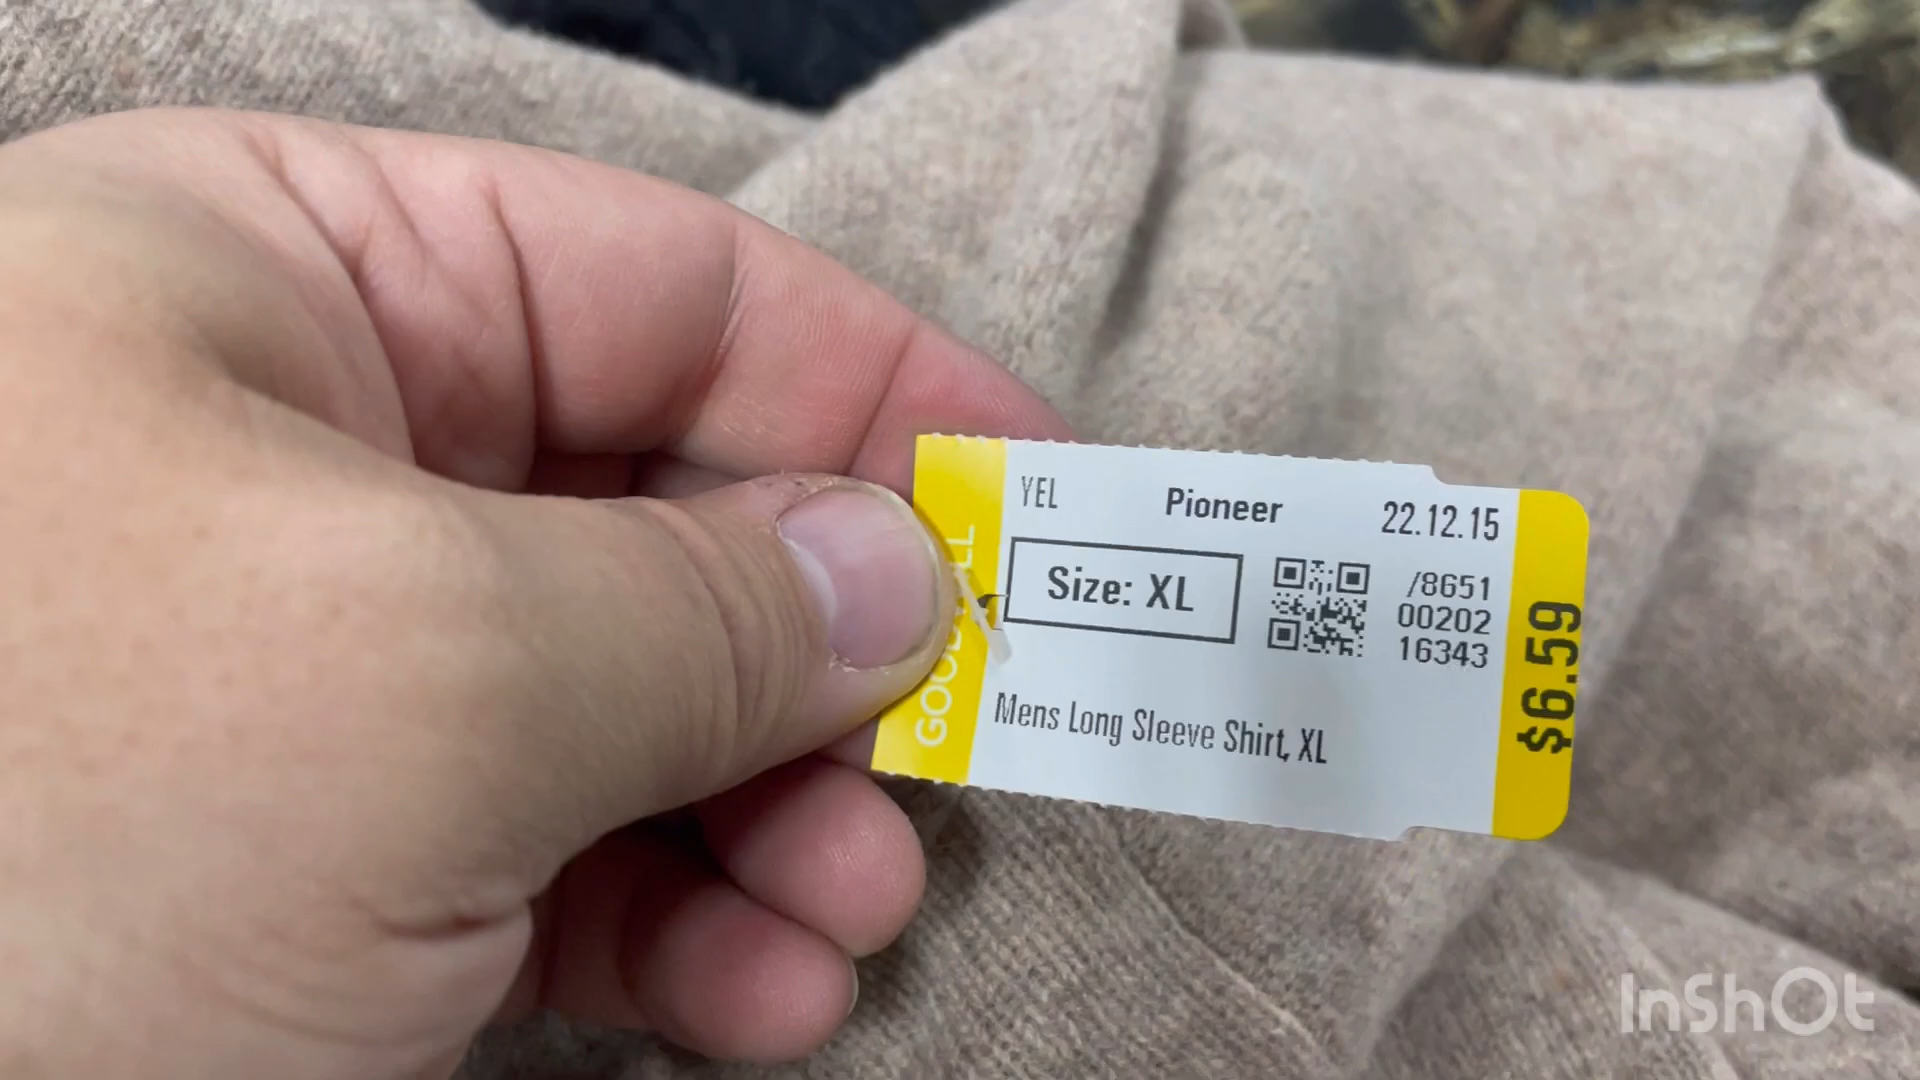 YEL Pioneer 22.12.15
Size: XL
/8651
00202
16343
Mens Long Sleeve Shirt, XL
$6.59
InShOt